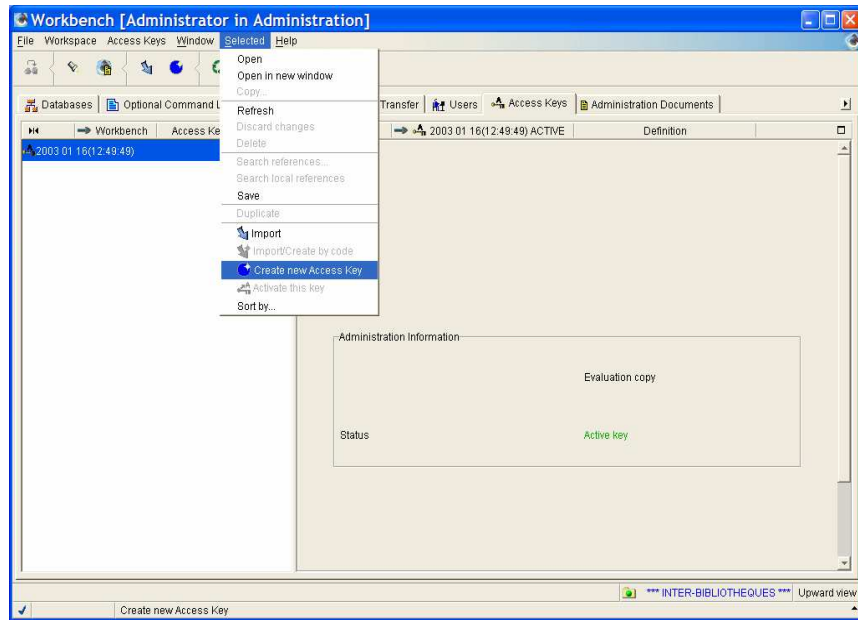 Workbench [Administrator in Administration]
File Workspace Access Keys Window Selected Help
Databases Optional Command L Transfer Users Access Keys Administration Documents
Workbench Access Ke 2003 01 16(12:49:49) ACTIVE Definition
2003 01 16(12:49:49)
Open
Open in new window
Copy...
Refresh
Discard changes
Delete
Search references...
Search local references
Save
Duplicate
Import
Import/Create by code
Create new Access Key
Activate this key
Sort by...
Administration Information
Evaluation copy
Status Active key
*** INTER-BIBLIOTHEQUES *** Upward view
Create new Access Key